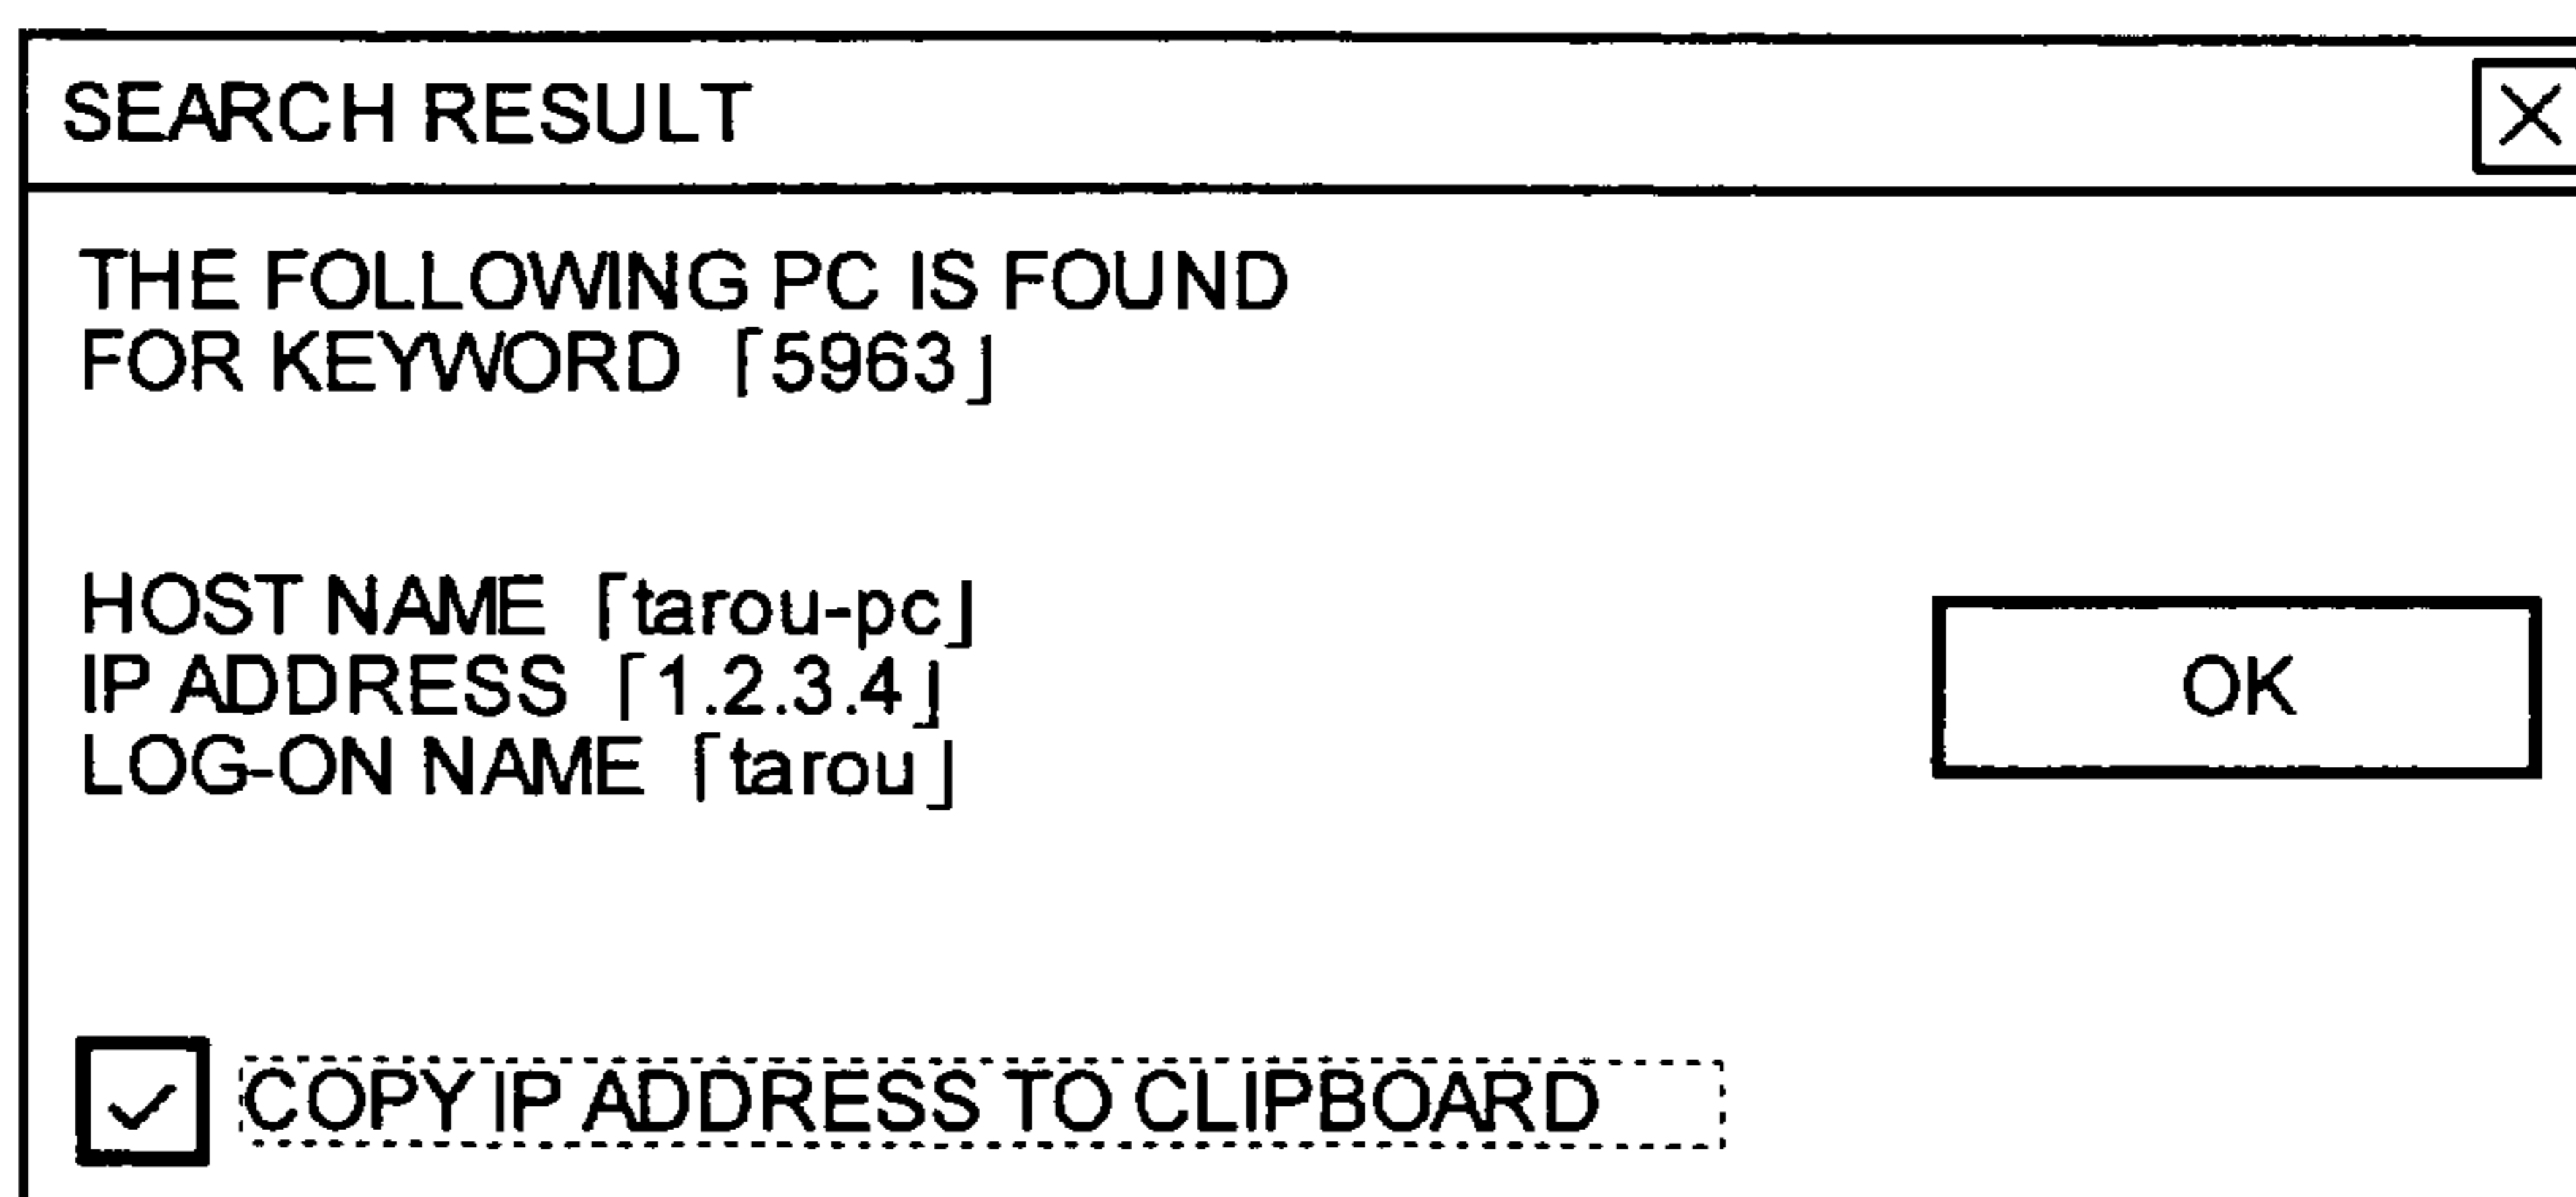 SEARCH RESULT
THE FOLLOWING PC IS FOUND
FOR KEYWORD 「5963」
HOST NAME 「tarou-pc」
IP ADDRESS 「1.2.3.4」
LOG-ON NAME 「tarou」
OK
COPY IP ADDRESS TO CLIPBOARD